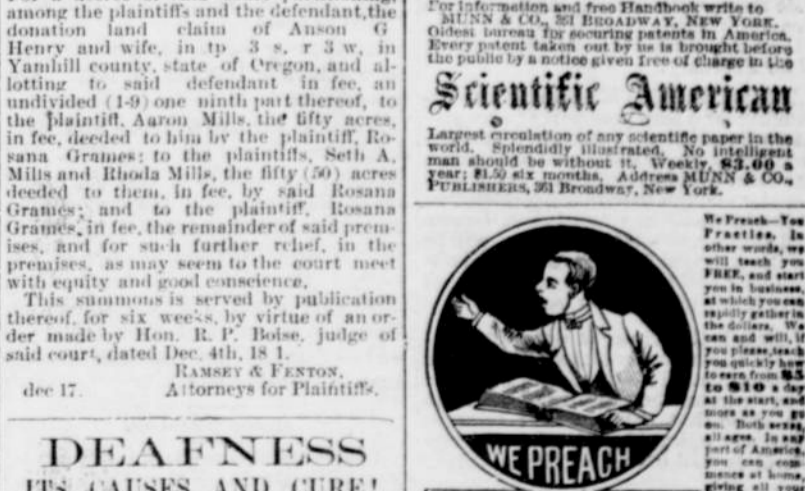 among the plaintiffs and the defendant, the
donation land claim of Anson G
Henry and wife, in tp 3 s, r 3 w, in
Yamhill county, state of Oregon, and al-
lotting to said defendant in fee, an
undivided (1-9) one ninth part thereof, to
the plaintiff, Aaron Mills, the fifty acres,
in fee, deeded to him by the plaintiff, Ro-
sana Grames; to the plaintiffs, Seth A.
Mills and Rhoda Mills, the fifty (50) acres
deeded to them, in fee, by said Rosana
Grames; and to the plaintiff, Rosana
Grames, in fee, the remainder of said prem-
ises, and for such further relief, in the
premises, as may seem to the court meet
with equity and good conscience.
This summons is served by publication
thereof, for six weeks, by virtue of an or-
der made by Hon. R. P. Boise, judge of
said court, dated Dec. 4th, 18 1.
RAMSEY & FENTON,
dec 17. Attorneys for Plaintiffs.
DEAFNESS
ITS CAUSES AND CURE!
For information and free Handbook write to
MUNN & CO., 361 BROADWAY, NEW YORK.
Oldest bureau for securing patents in America.
Every patent taken out by us is brought before
the public by a notice given free of charge in the
Scientific American
Largest circulation of any scientific paper in the
world. Splendidly illustrated. No intelligent
man should be without it. Weekly, $3.00 a
year; $1.50 six months. Address MUNN & CO.,
PUBLISHERS, 361 Broadway, New York.
WE PREACH
We Preach—You
Practice. In
other words, we
will teach you
FREE, and start
you in business,
at which you can
rapidly gather in
the dollars. We
can and will, if
you please, teach
you quickly how
to earn from $5
to $10 a day
at the start, and
more as you go
on. Both sexes,
all ages. In any
part of America,
you can com-
mence at home,
giving all your